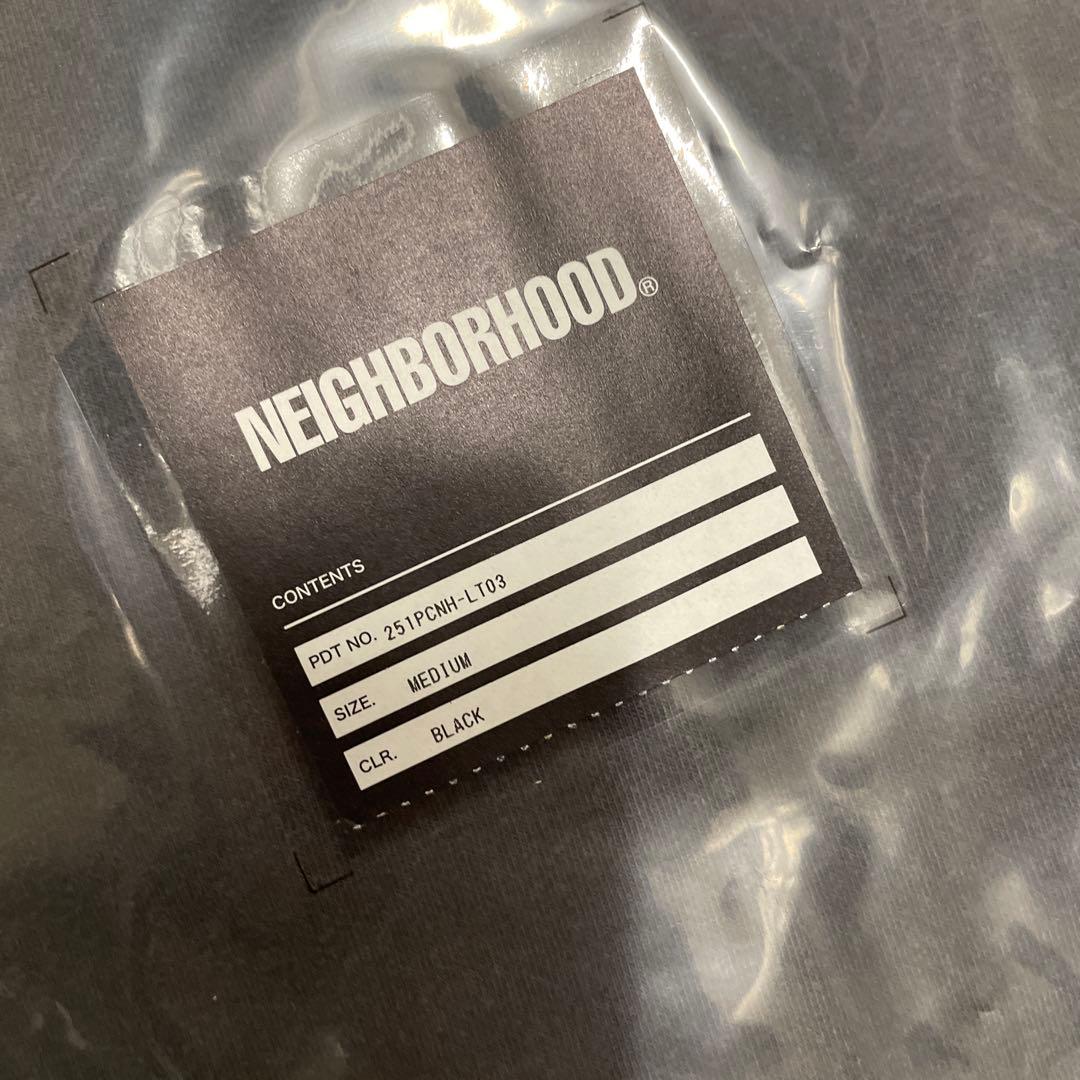 NEIGHBORHOOD®
CONTENTS
PDT NO. 251PCNH-LT03
SIZE. MEDIUM
CLR. BLACK